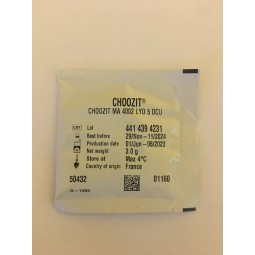 CHOOZIT®
CHOOZIT MA 4002 LYO 5 DCU
LOT Lot 441 439 4231
Best before 29/Nov - 11/2024
Production date 01/Jun - 06/2023
Net weight 3.0 g
Store at Max 4°C
Country of origin France
50432 01160